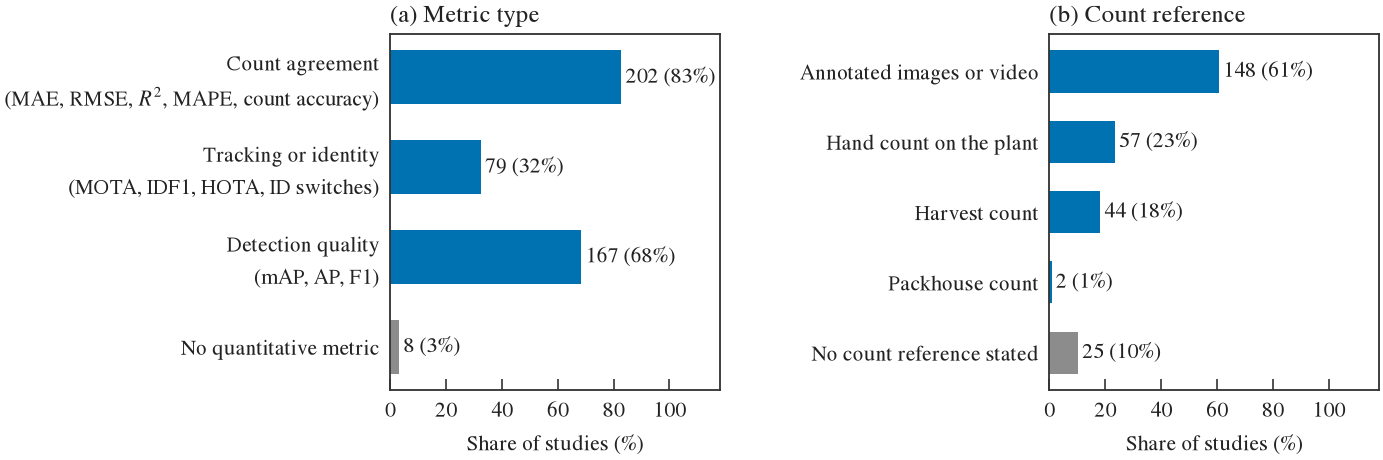 (a) Metric type
Count agreement
(MAE, RMSE, R², MAPE, count accuracy)
202 (83%)
Tracking or identity
(MOTA, IDF1, HOTA, ID switches)
79 (32%)
Detection quality
(mAP, AP, F1)
167 (68%)
No quantitative metric
8 (3%)
0 20 40 60 80 100
Share of studies (%)
(b) Count reference
Annotated images or video
148 (61%)
Hand count on the plant
57 (23%)
Harvest count
44 (18%)
Packhouse count
2 (1%)
No count reference stated
25 (10%)
0 20 40 60 80 100
Share of studies (%)